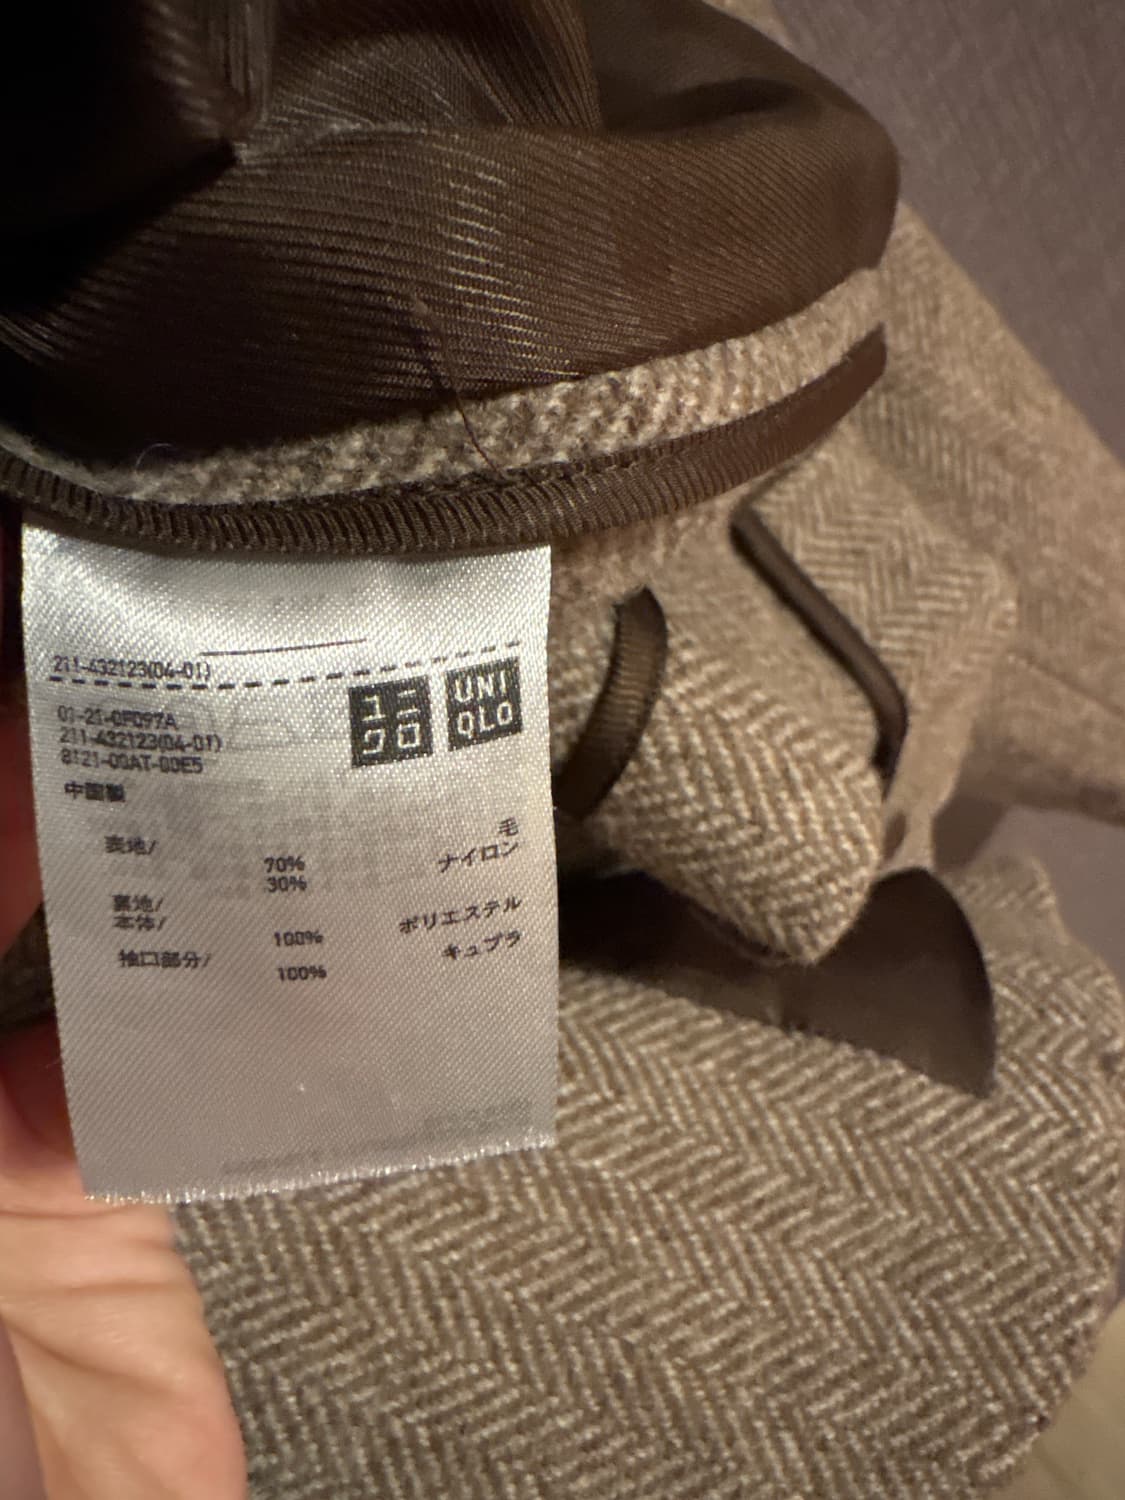 211-432123(04-01)
ユニ
クロ
UNI
QLO
01-21-0F097A
211-432123(04-01)
8121-00AT-00E5
中国製
表地/
70% 毛
30% ナイロン
裏地/
本体/
100% ポリエステル
袖口部分/
100% キュプラ